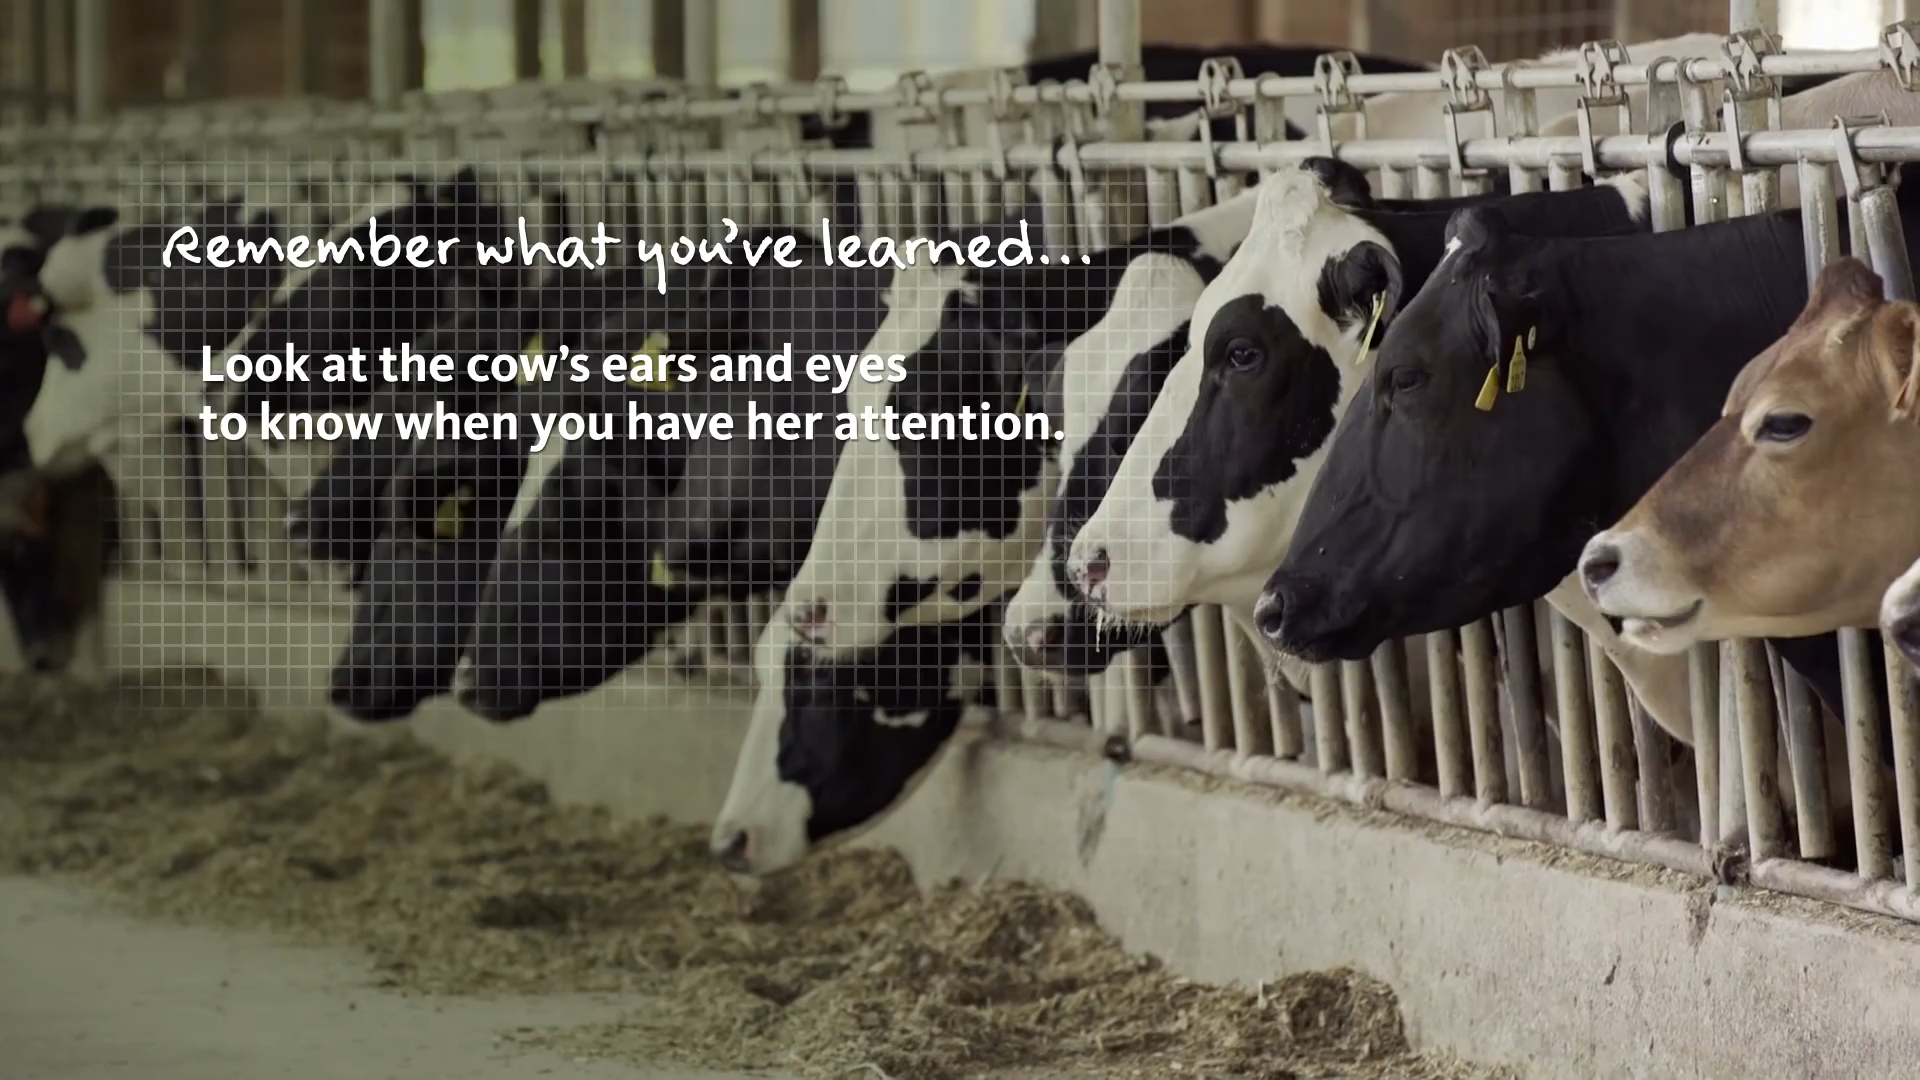 Remember what you've learned...
Look at the cow's ears and eyes
to know when you have her attention.